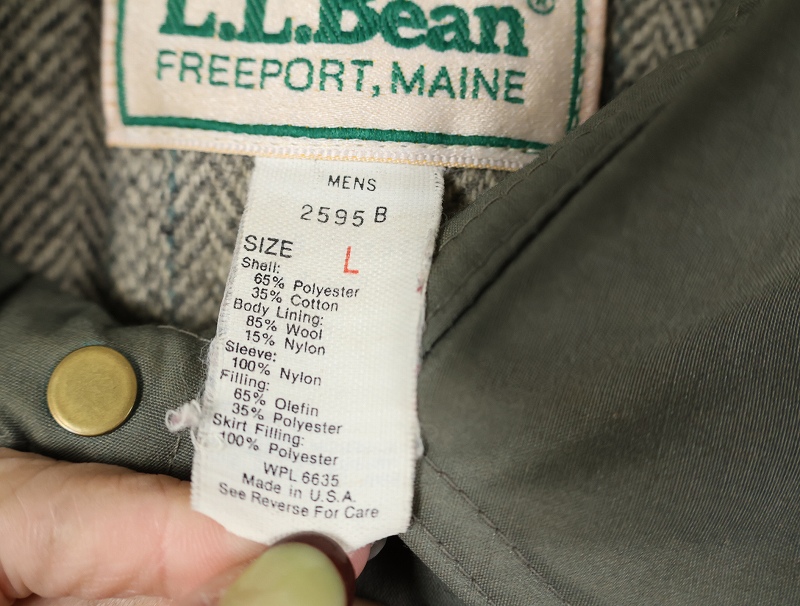 L.L.Bean®
FREEPORT, MAINE
MENS
2595 B
SIZE L
Shell:
65% Polyester
35% Cotton
Body Lining:
85% Wool
15% Nylon
Sleeve:
100% Nylon
Filling:
65% Olefin
35% Polyester
Skirt Filling:
100% Polyester
WPL 6635
Made in U.S.A.
See Reverse For Care